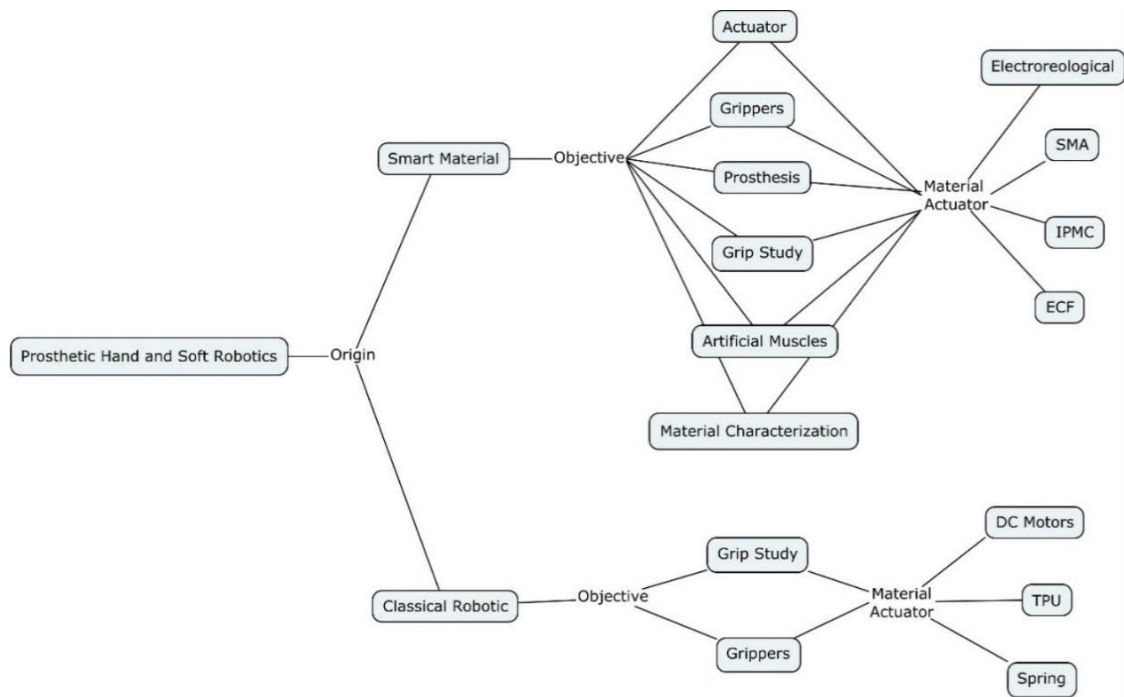 Actuator
Electroreological
Grippers
SMA
Smart Material
Objective
Prosthesis
Material
Actuator
IPMC
Grip Study
ECF
Artificial Muscles
Prosthetic Hand and Soft Robotics
Origin
Material Characterization
DC Motors
Grip Study
Classical Robotic
Objective
Material
Actuator
TPU
Grippers
Spring